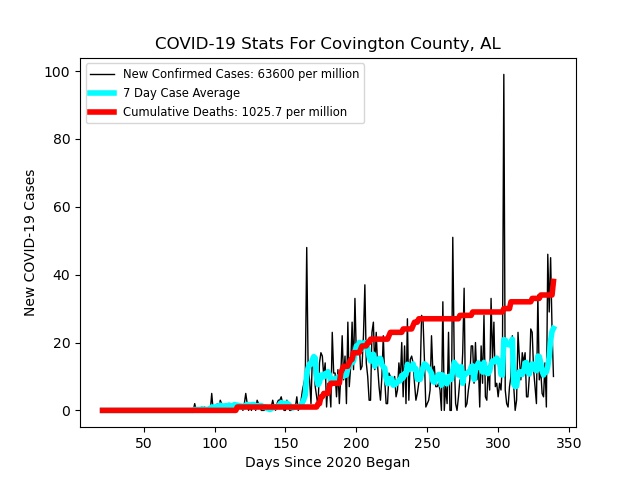 COVID-19 Stats For Covington County, AL
New Confirmed Cases: 63600 per million
7 Day Case Average
Cumulative Deaths: 1025.7 per million
New COVID-19 Cases
100
80
60
40
20
0
50 100 150 200 250 300 350
Days Since 2020 Began